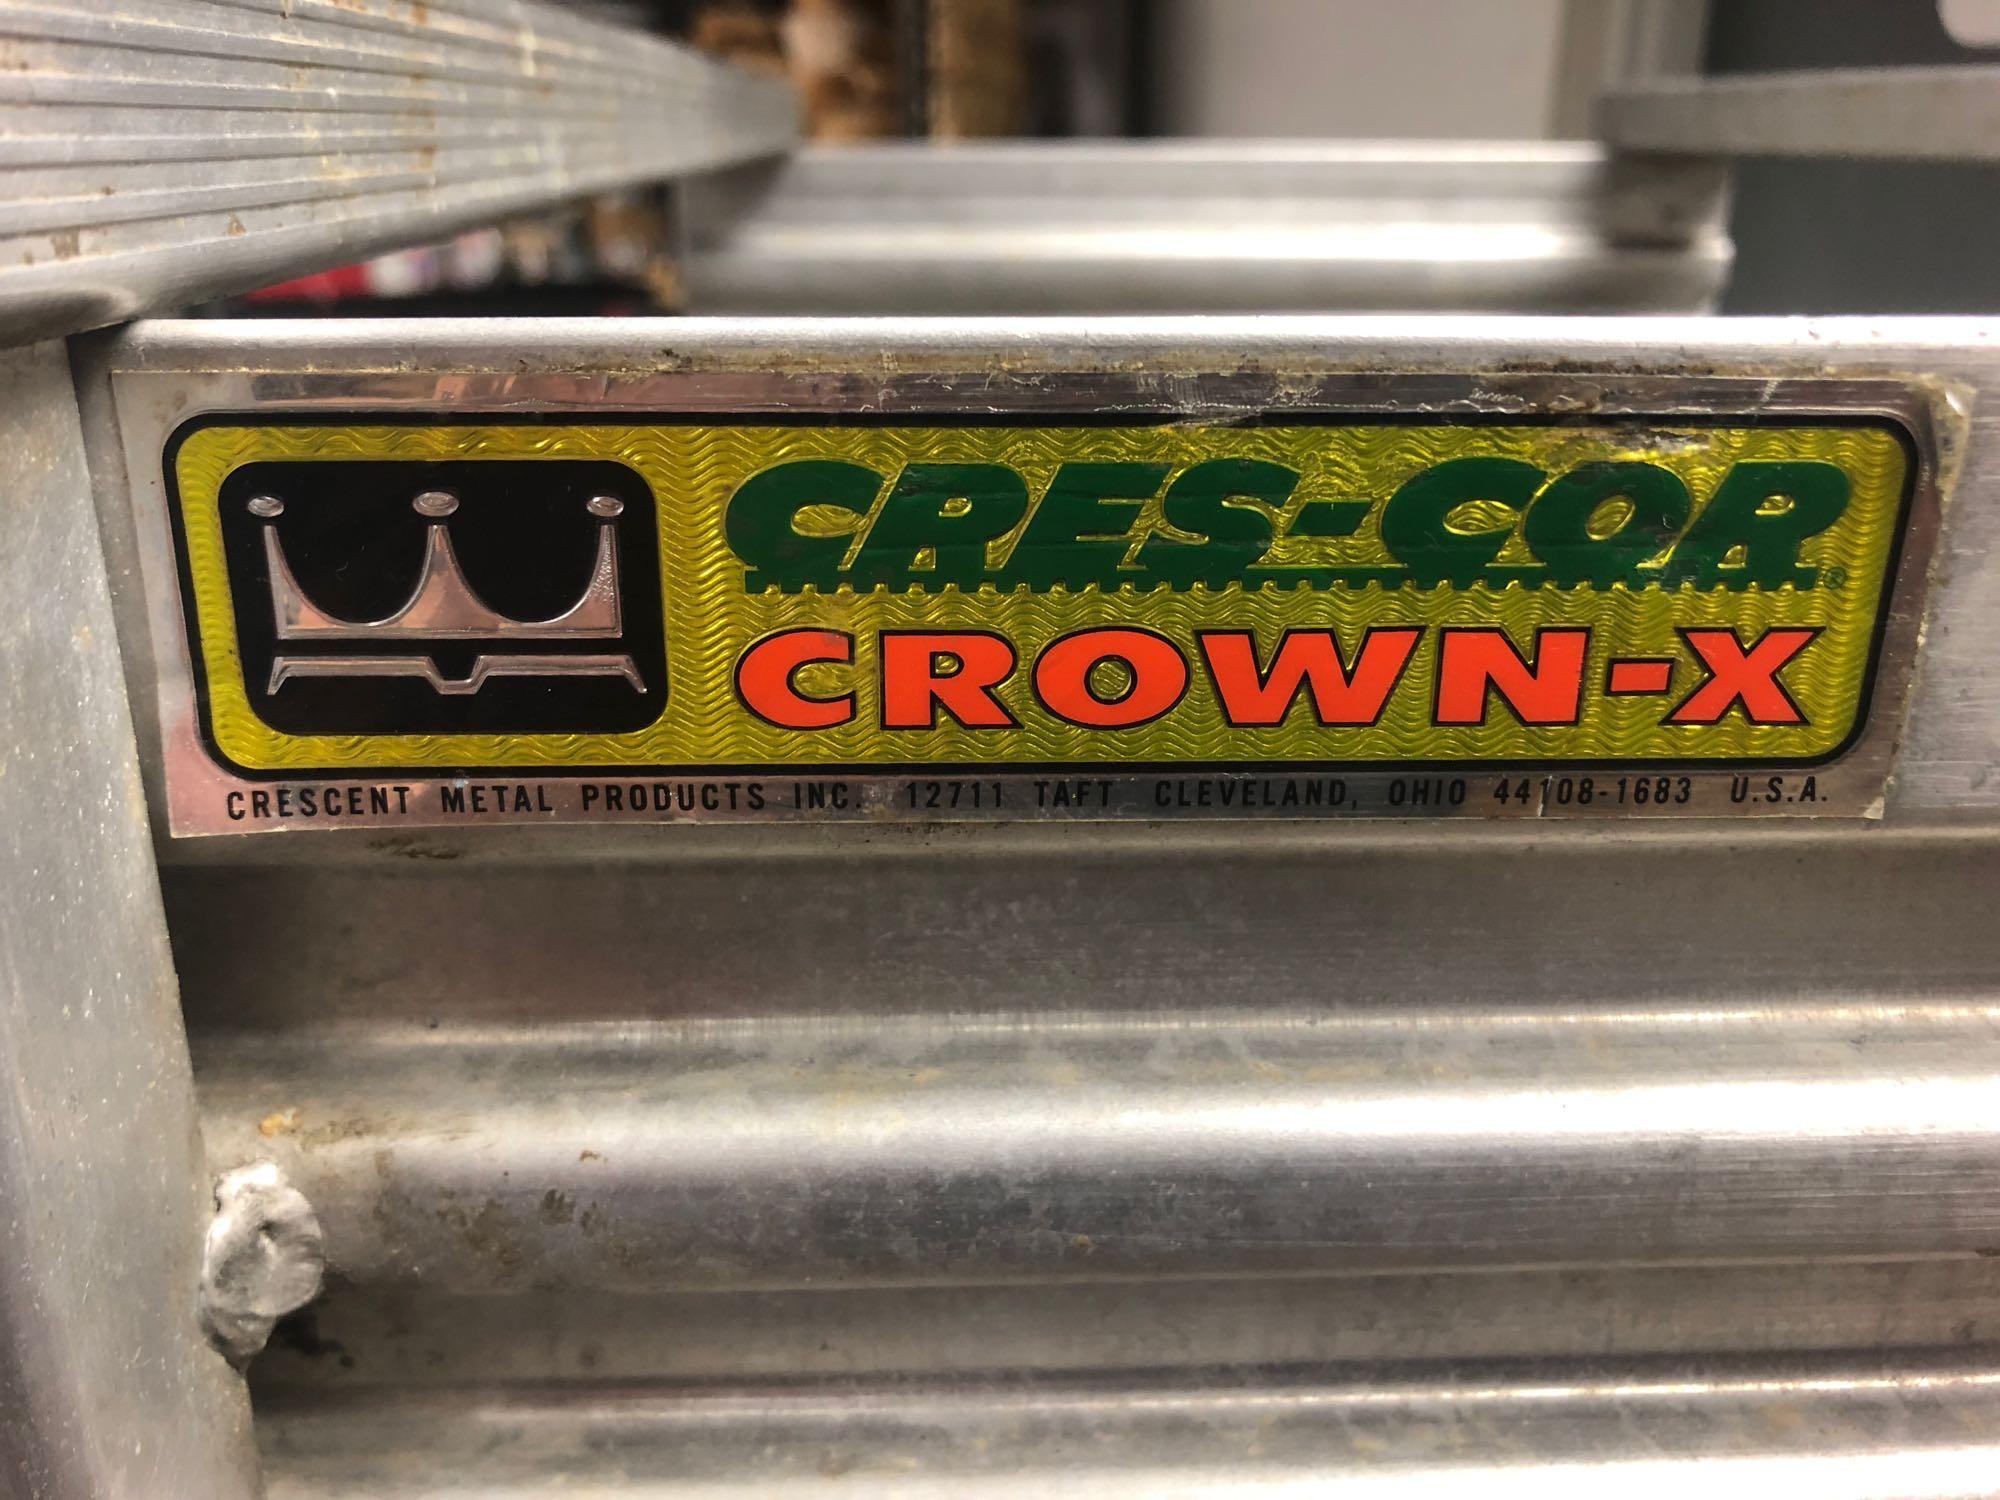 CRES-COR®
CROWN-X
CRESCENT METAL PRODUCTS INC. 12711 TAFT CLEVELAND, OHIO 44108-1683 U.S.A.